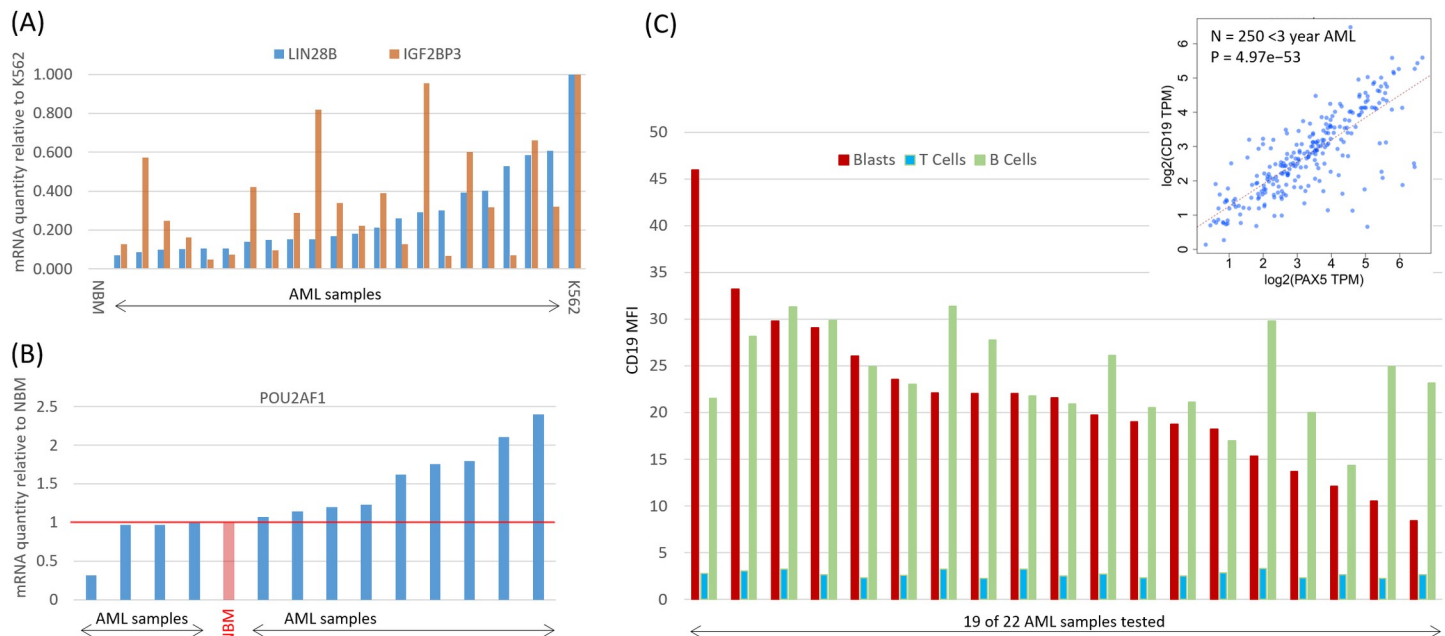 (A)
LIN28B
IGF2BP3
mRNA quantity relative to K562
1.000
0.800
0.600
0.400
0.200
0.000
NBM
AML samples
K562
(B)
POU2AF1
mRNA quantity relative to NBM
2.5
2
1.5
1
0.5
0
AML samples
NBM
AML samples
(C)
N = 250 <3 year AML
P = 4.97e−53
log2(CD19 TPM)
6
5
4
3
2
1
0
1 2 3 4 5 6
log2(PAX5 TPM)
Blasts
T Cells
B Cells
CD19 MFI
50
45
40
35
30
25
20
15
10
5
0
19 of 22 AML samples tested